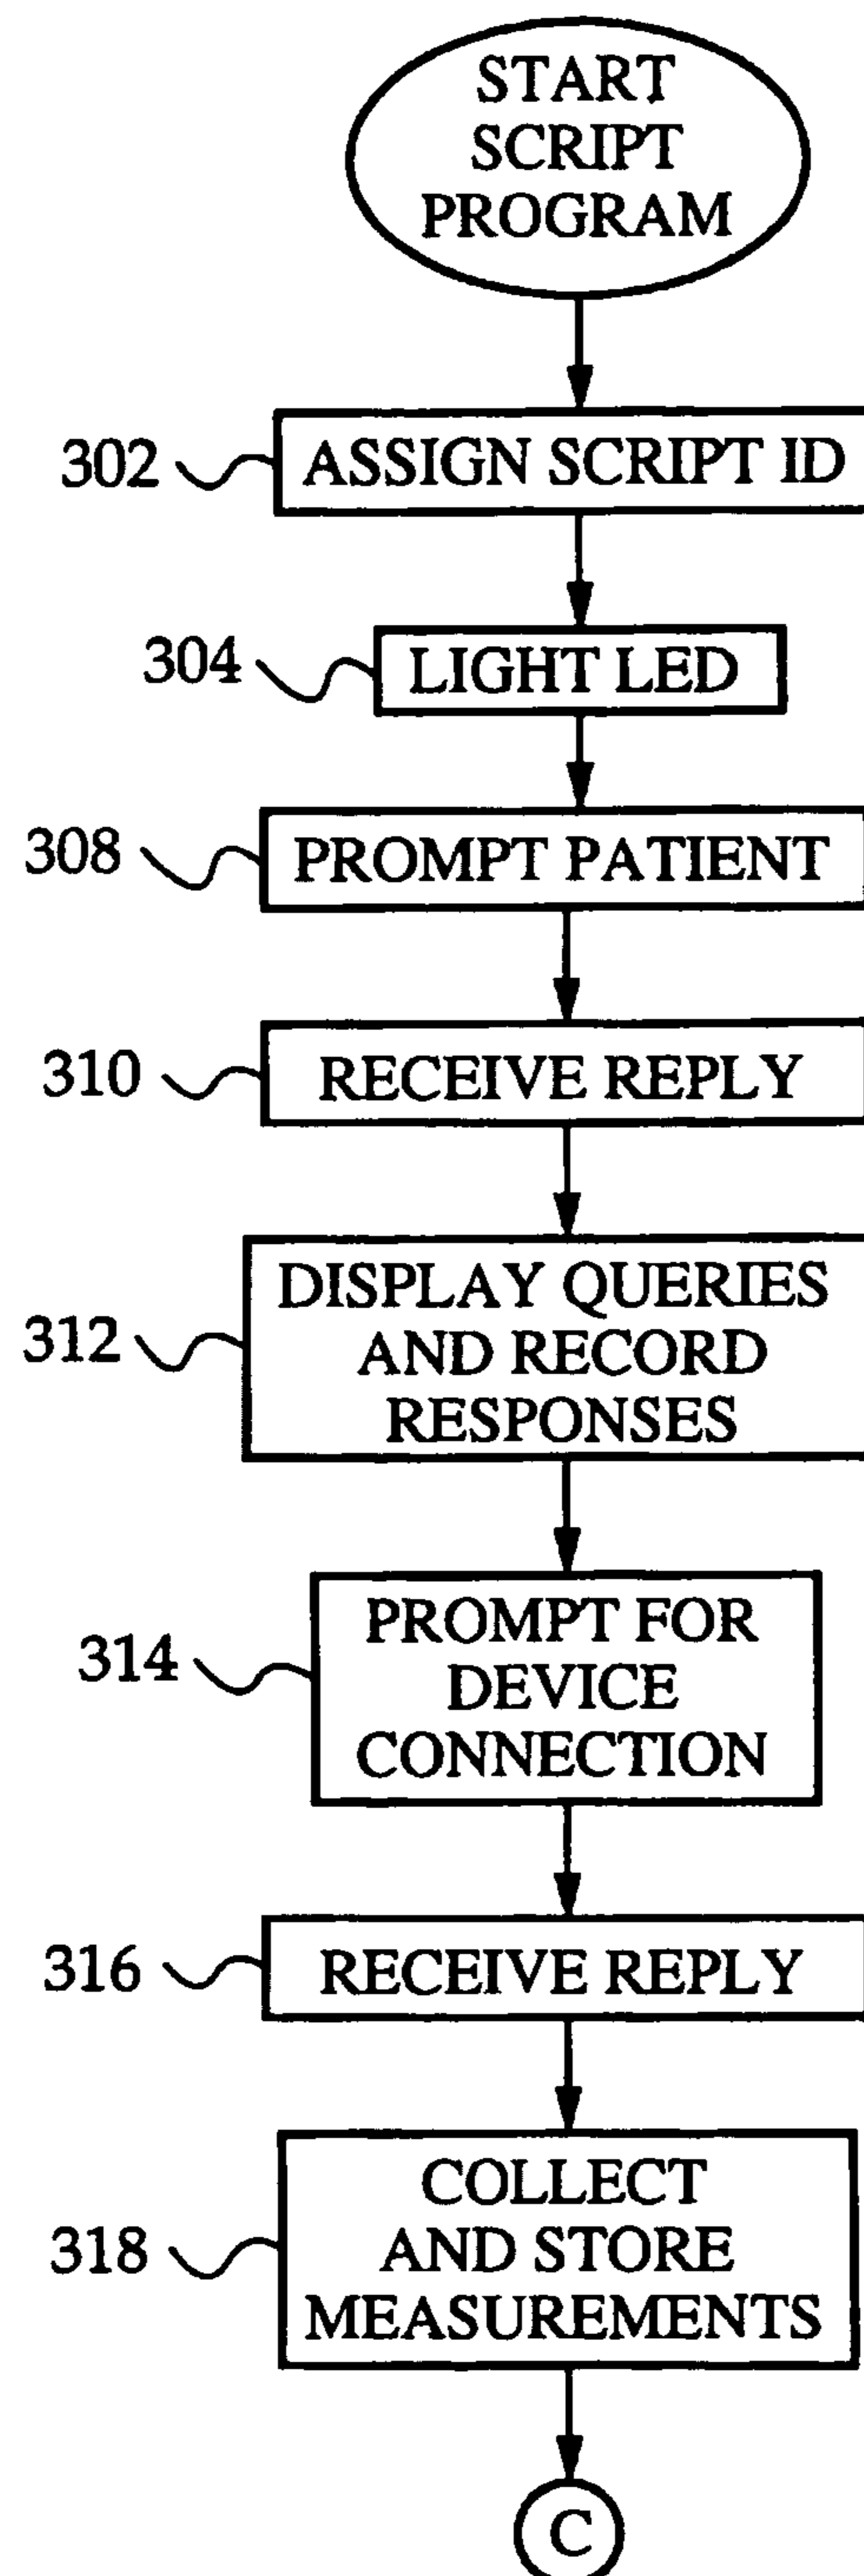 START
SCRIPT
PROGRAM
302 ASSIGN SCRIPT ID
304 LIGHT LED
308 PROMPT PATIENT
310 RECEIVE REPLY
312 DISPLAY QUERIES
AND RECORD
RESPONSES
314 PROMPT FOR
DEVICE
CONNECTION
316 RECEIVE REPLY
318 COLLECT
AND STORE
MEASUREMENTS
C